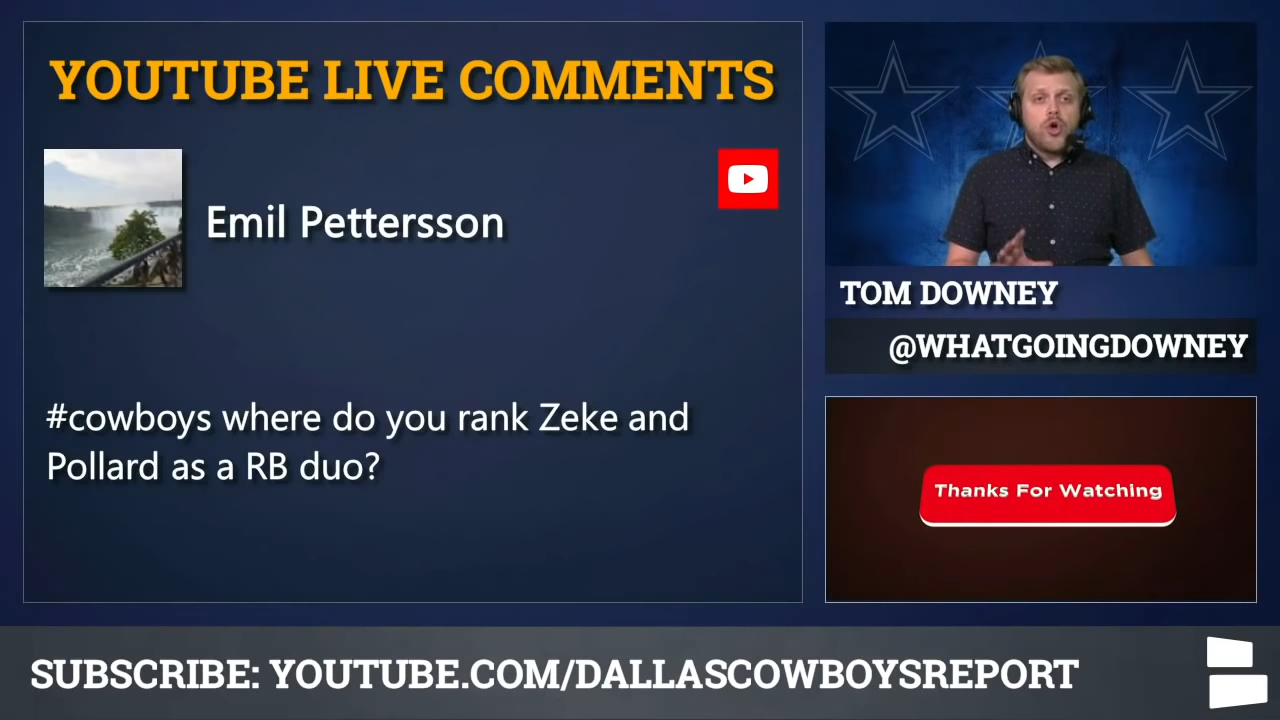 YOUTUBE LIVE COMMENTS
Emil Pettersson
#cowboys where do you rank Zeke and
Pollard as a RB duo?
TOM DOWNEY
@WHATGOINGDOWNEY
Thanks For Watching
SUBSCRIBE: YOUTUBE.COM/DALLASCOWBOYSREPORT